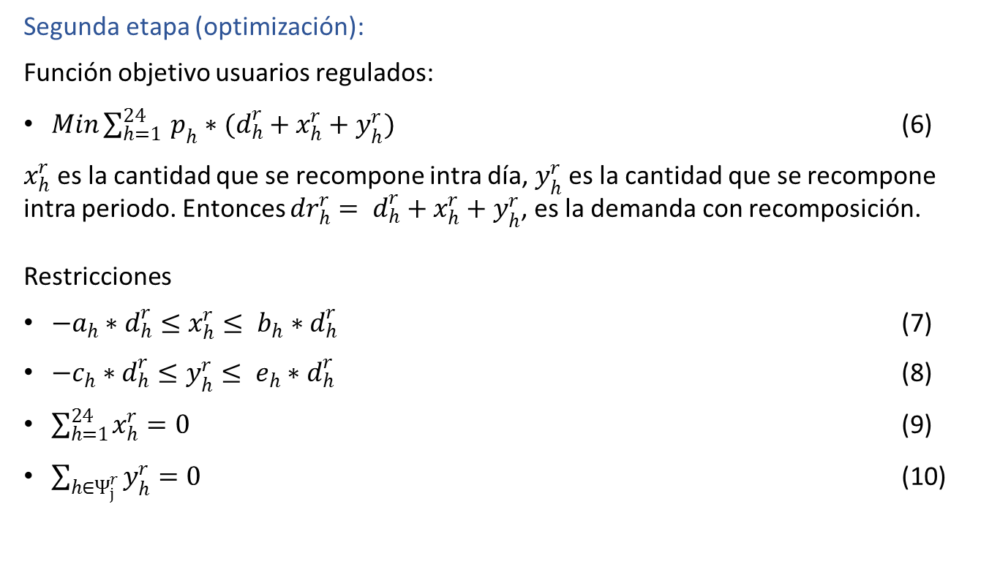 Segunda etapa (optimización):
Función objetivo usuarios regulados:
• $Min \sum_{h=1}^{24} p_h * (d_h^r + x_h^r + y_h^r)$ (6)
$x_h^r$ es la cantidad que se recompone intra día, $y_h^r$ es la cantidad que se recompone
intra periodo. Entonces $dr_h^r = d_h^r + x_h^r + y_h^r$, es la demanda con recomposición.
Restricciones
• $-a_h * d_h^r \leq x_h^r \leq b_h * d_h^r$ (7)
• $-c_h * d_h^r \leq y_h^r \leq e_h * d_h^r$ (8)
• $\sum_{h=1}^{24} x_h^r = 0$ (9)
• $\sum_{h \in \Psi_j^r} y_h^r = 0$ (10)